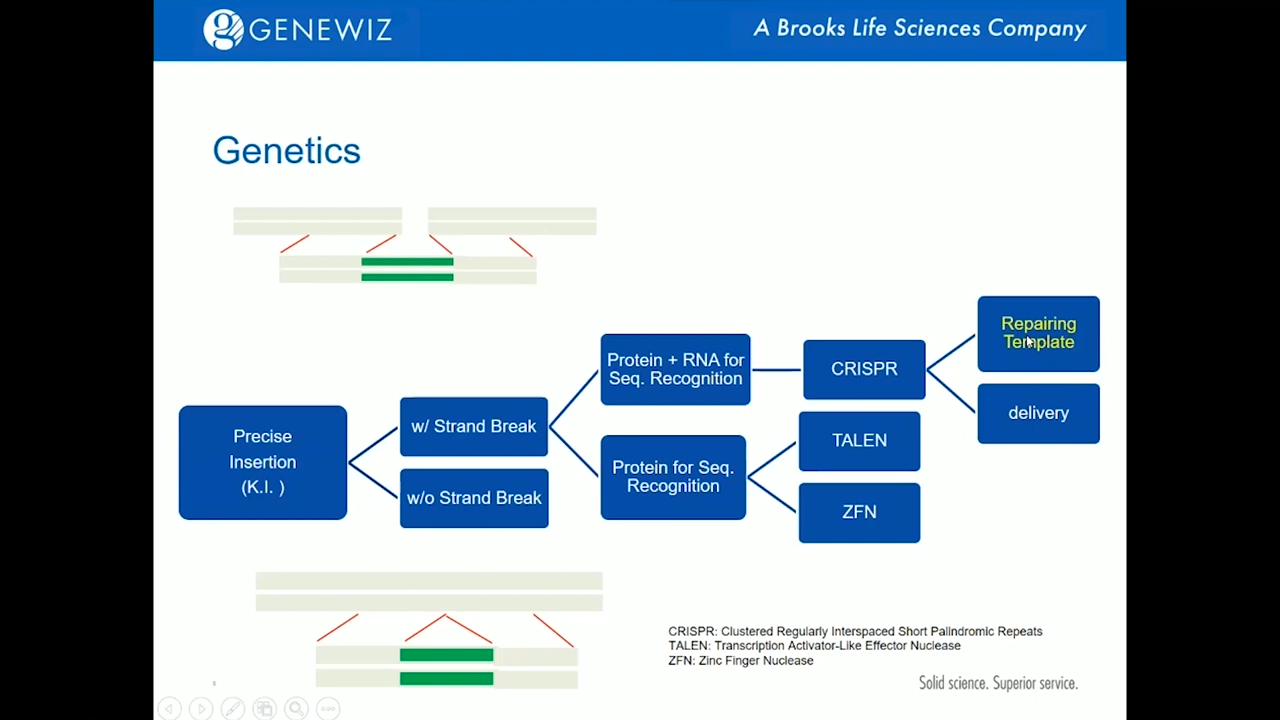 GENEWIZ
A Brooks Life Sciences Company
Genetics
Precise
Insertion
(K.I. )
w/ Strand Break
w/o Strand Break
Protein + RNA for
Seq. Recognition
Protein for Seq.
Recognition
CRISPR
TALEN
ZFN
Repairing
Template
delivery
CRISPR: Clustered Regularly Interspaced Short Palindromic Repeats
TALEN: Transcription Activator-Like Effector Nuclease
ZFN: Zinc Finger Nuclease
Solid science. Superior service.